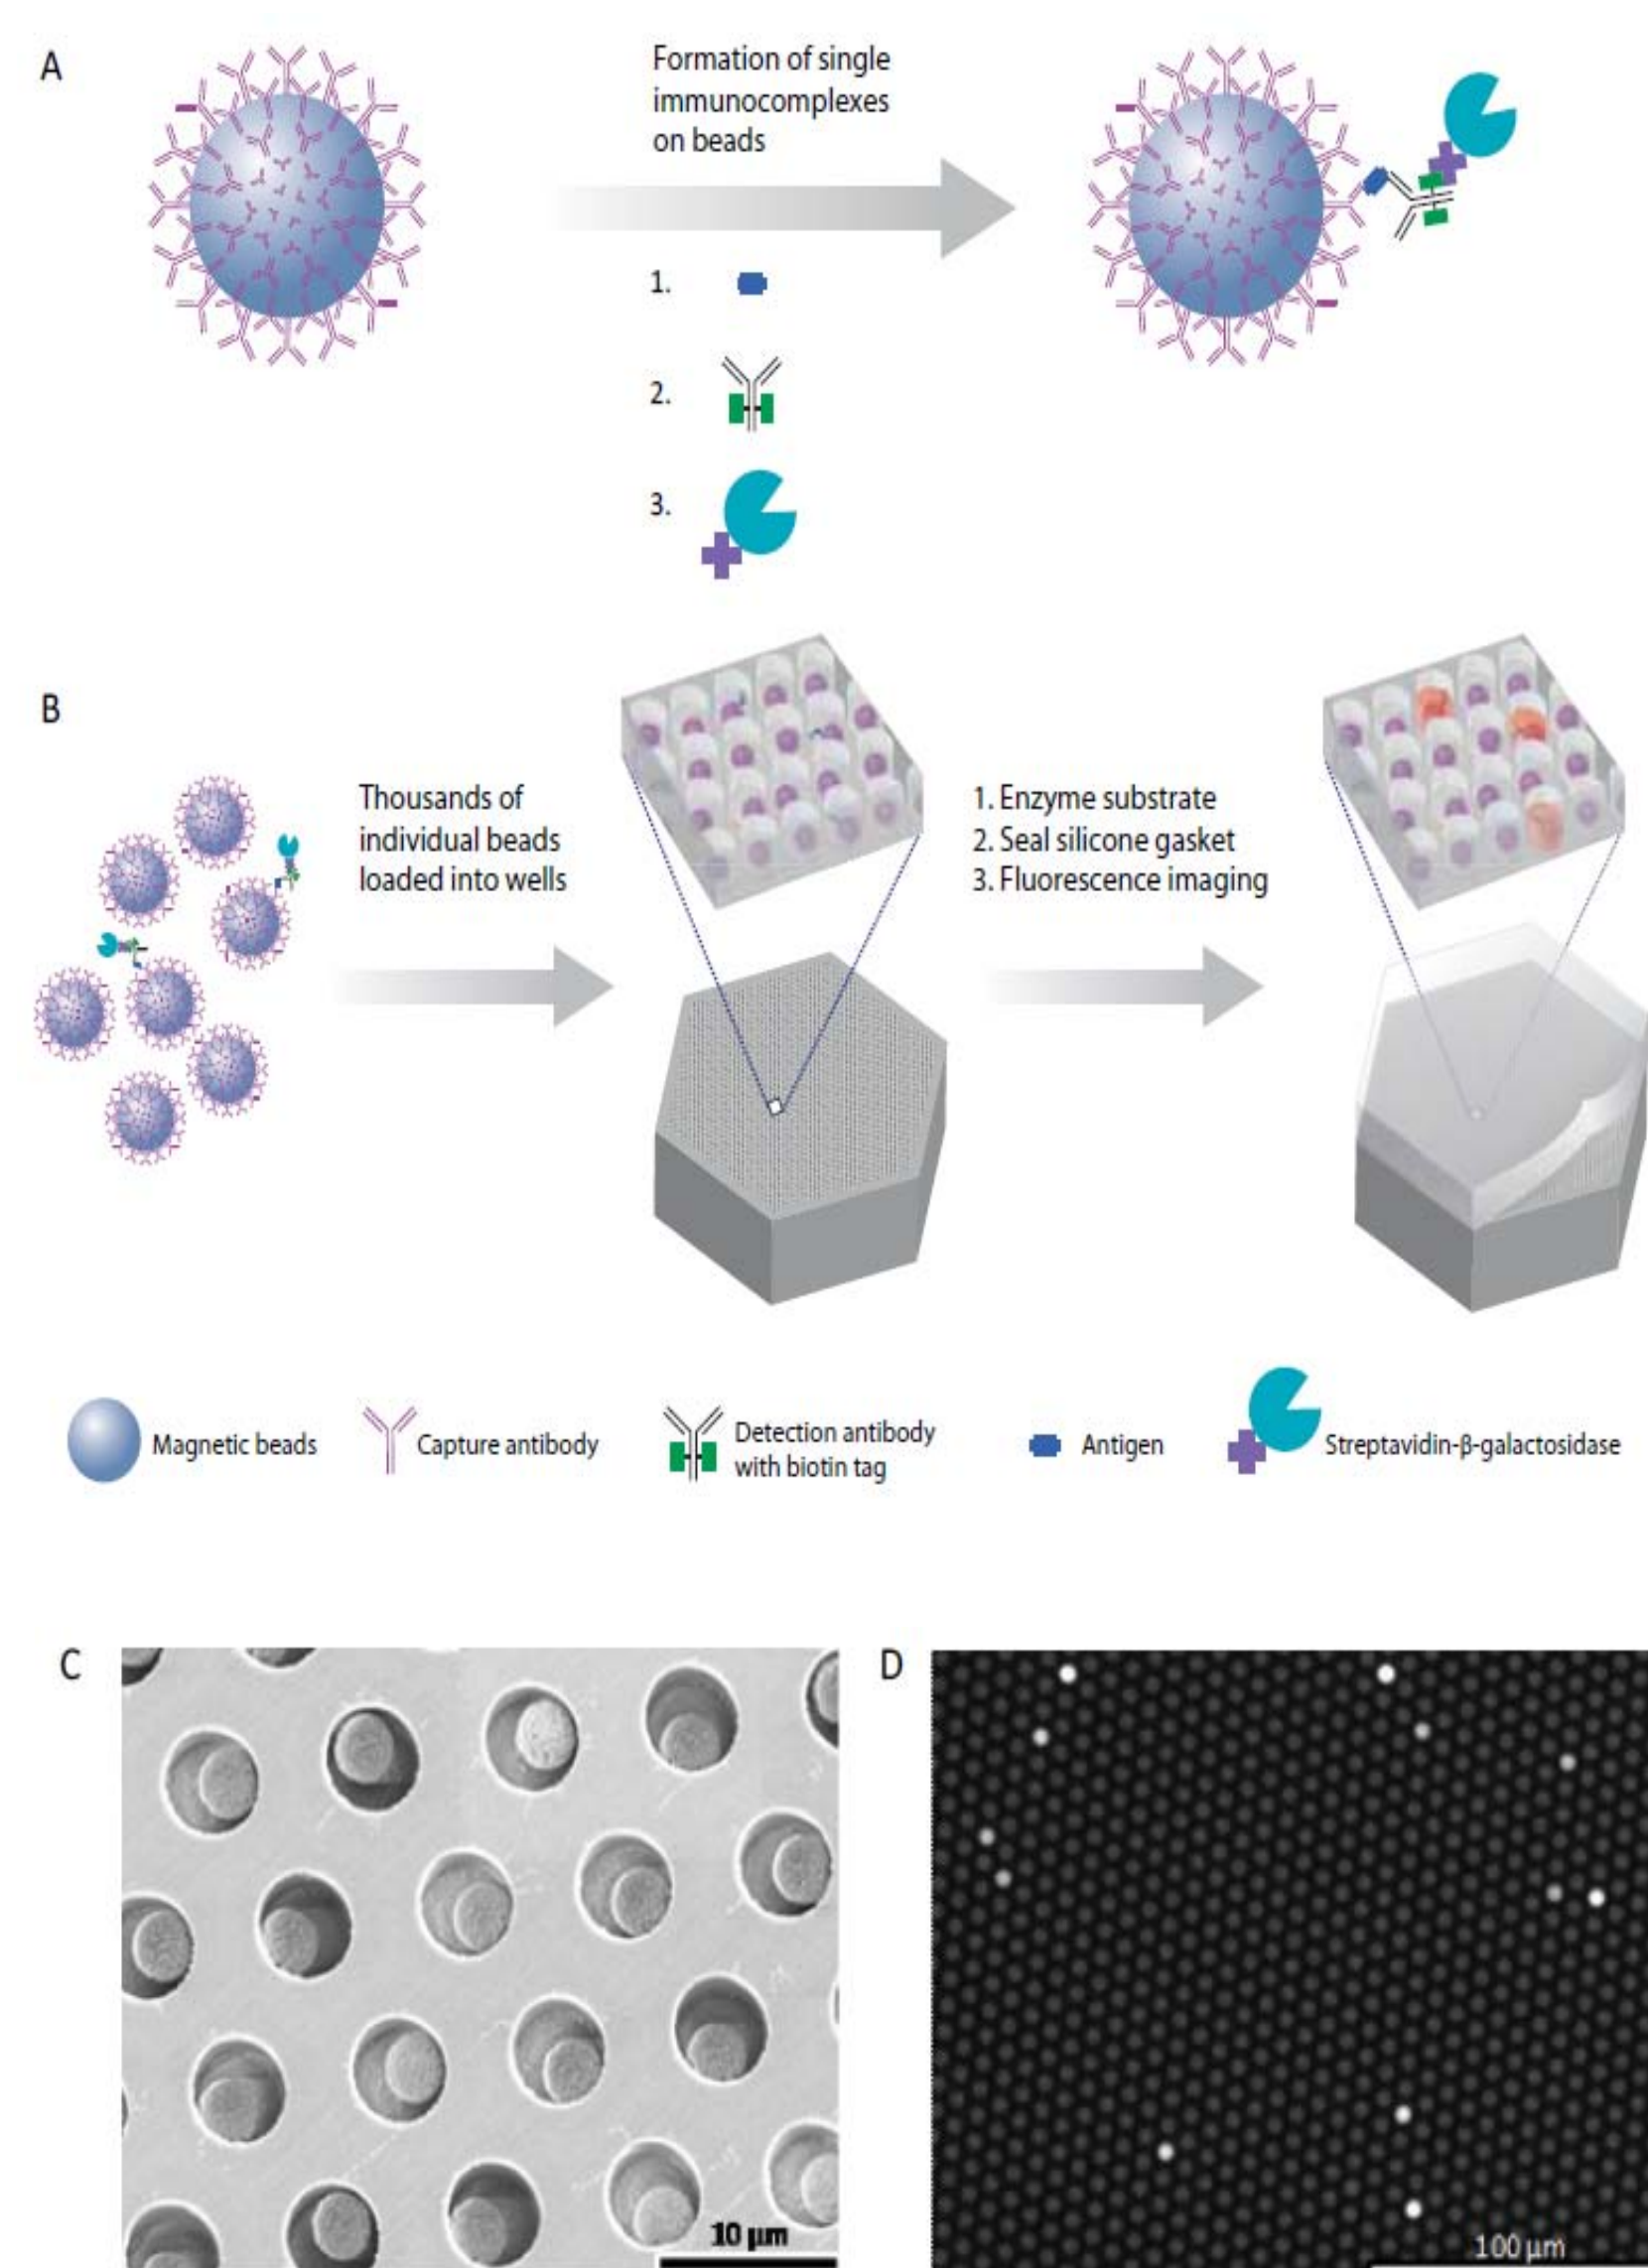 A
Formation of single
immunocomplexes
on beads
1.
2.
3.
B
Thousands of
individual beads
loaded into wells
1. Enzyme substrate
2. Seal silicone gasket
3. Fluorescence imaging
Magnetic beads
Capture antibody
Detection antibody
with biotin tag
Antigen
Streptavidin-β-galactosidase
C
D
10 µm
100 µm